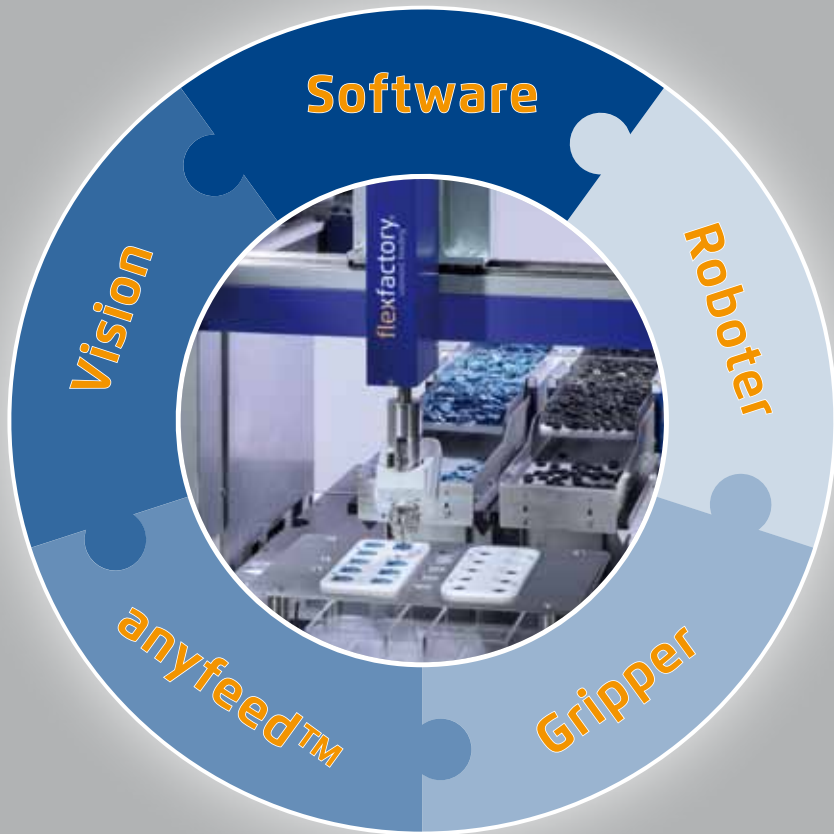 Software
Roboter
Gripper
anyfeed™
Vision
flexfactory